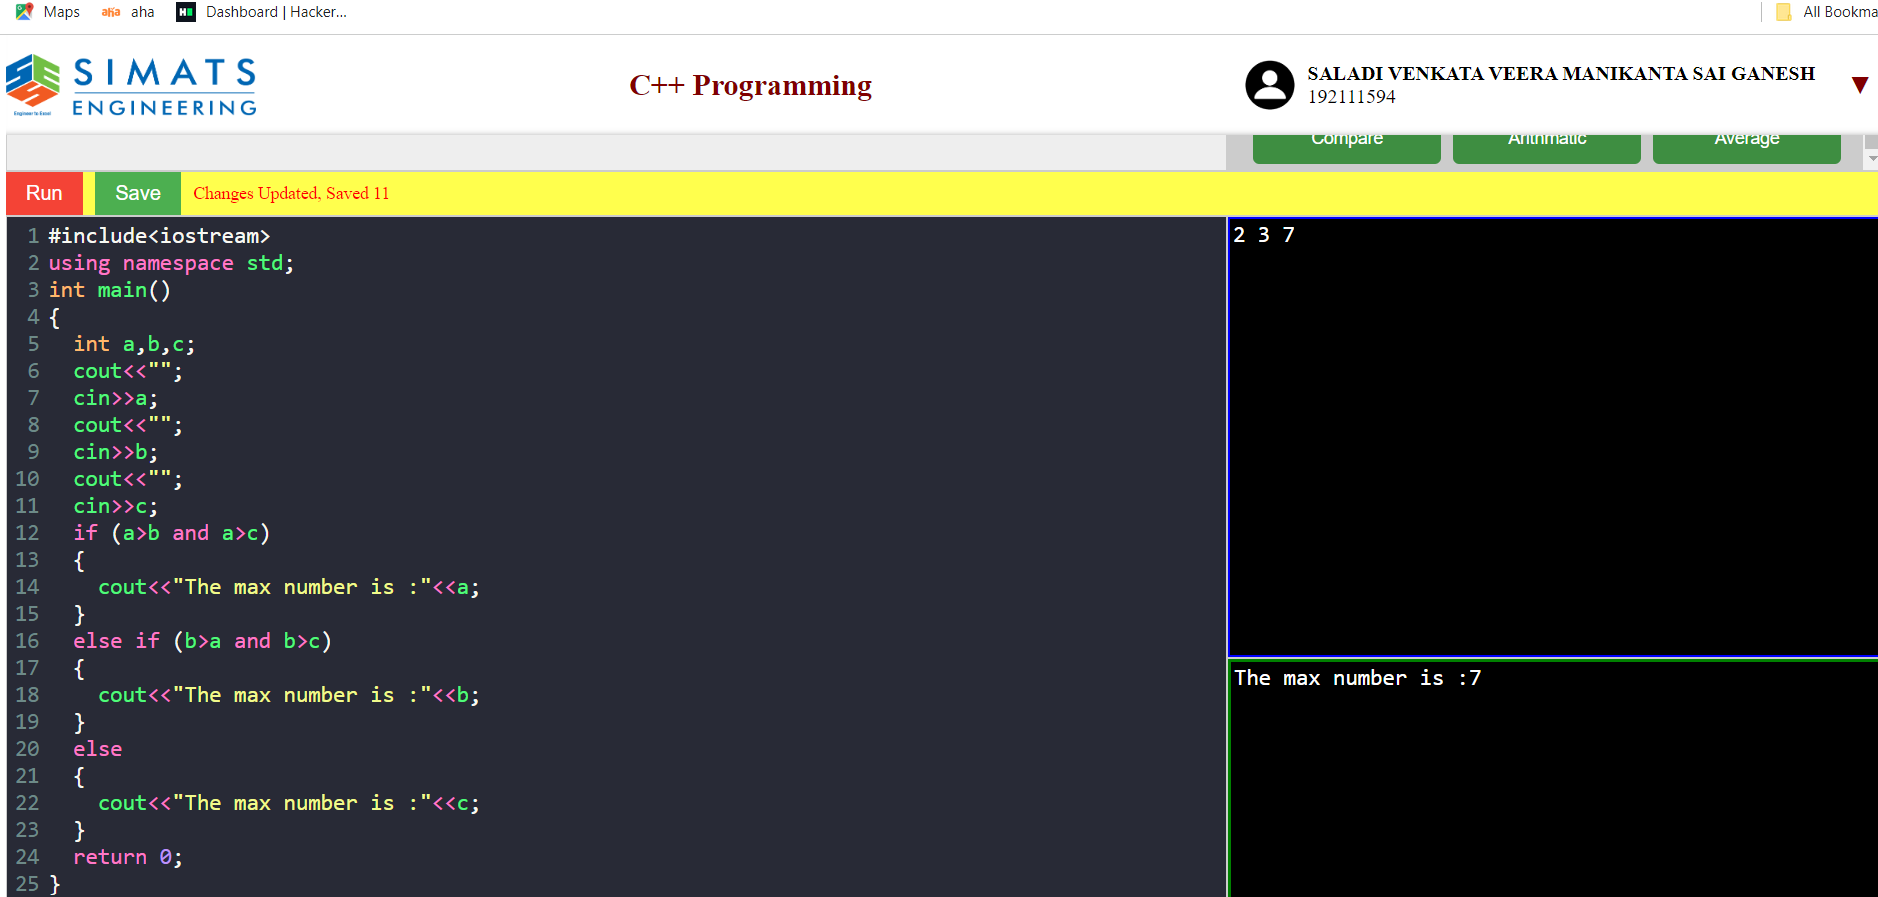 Maps aha aha Dashboard | Hacker... All Bookma
SIMATS
ENGINEERING
Engineer to Excel
C++ Programming
SALADI VENKATA VEERA MANIKANTA SAI GANESH
192111594
Compare Arithmatic Average
Run Save Changes Updated, Saved 11
1 #include<iostream>
2 using namespace std;
3 int main()
4 {
5   int a,b,c;
6   cout<<"";
7   cin>>a;
8   cout<<"";
9   cin>>b;
10   cout<<"";
11   cin>>c;
12   if (a>b and a>c)
13   {
14     cout<<"The max number is :"<<a;
15   }
16   else if (b>a and b>c)
17   {
18     cout<<"The max number is :"<<b;
19   }
20   else
21   {
22     cout<<"The max number is :"<<c;
23   }
24   return 0;
25 }
2 3 7
The max number is :7